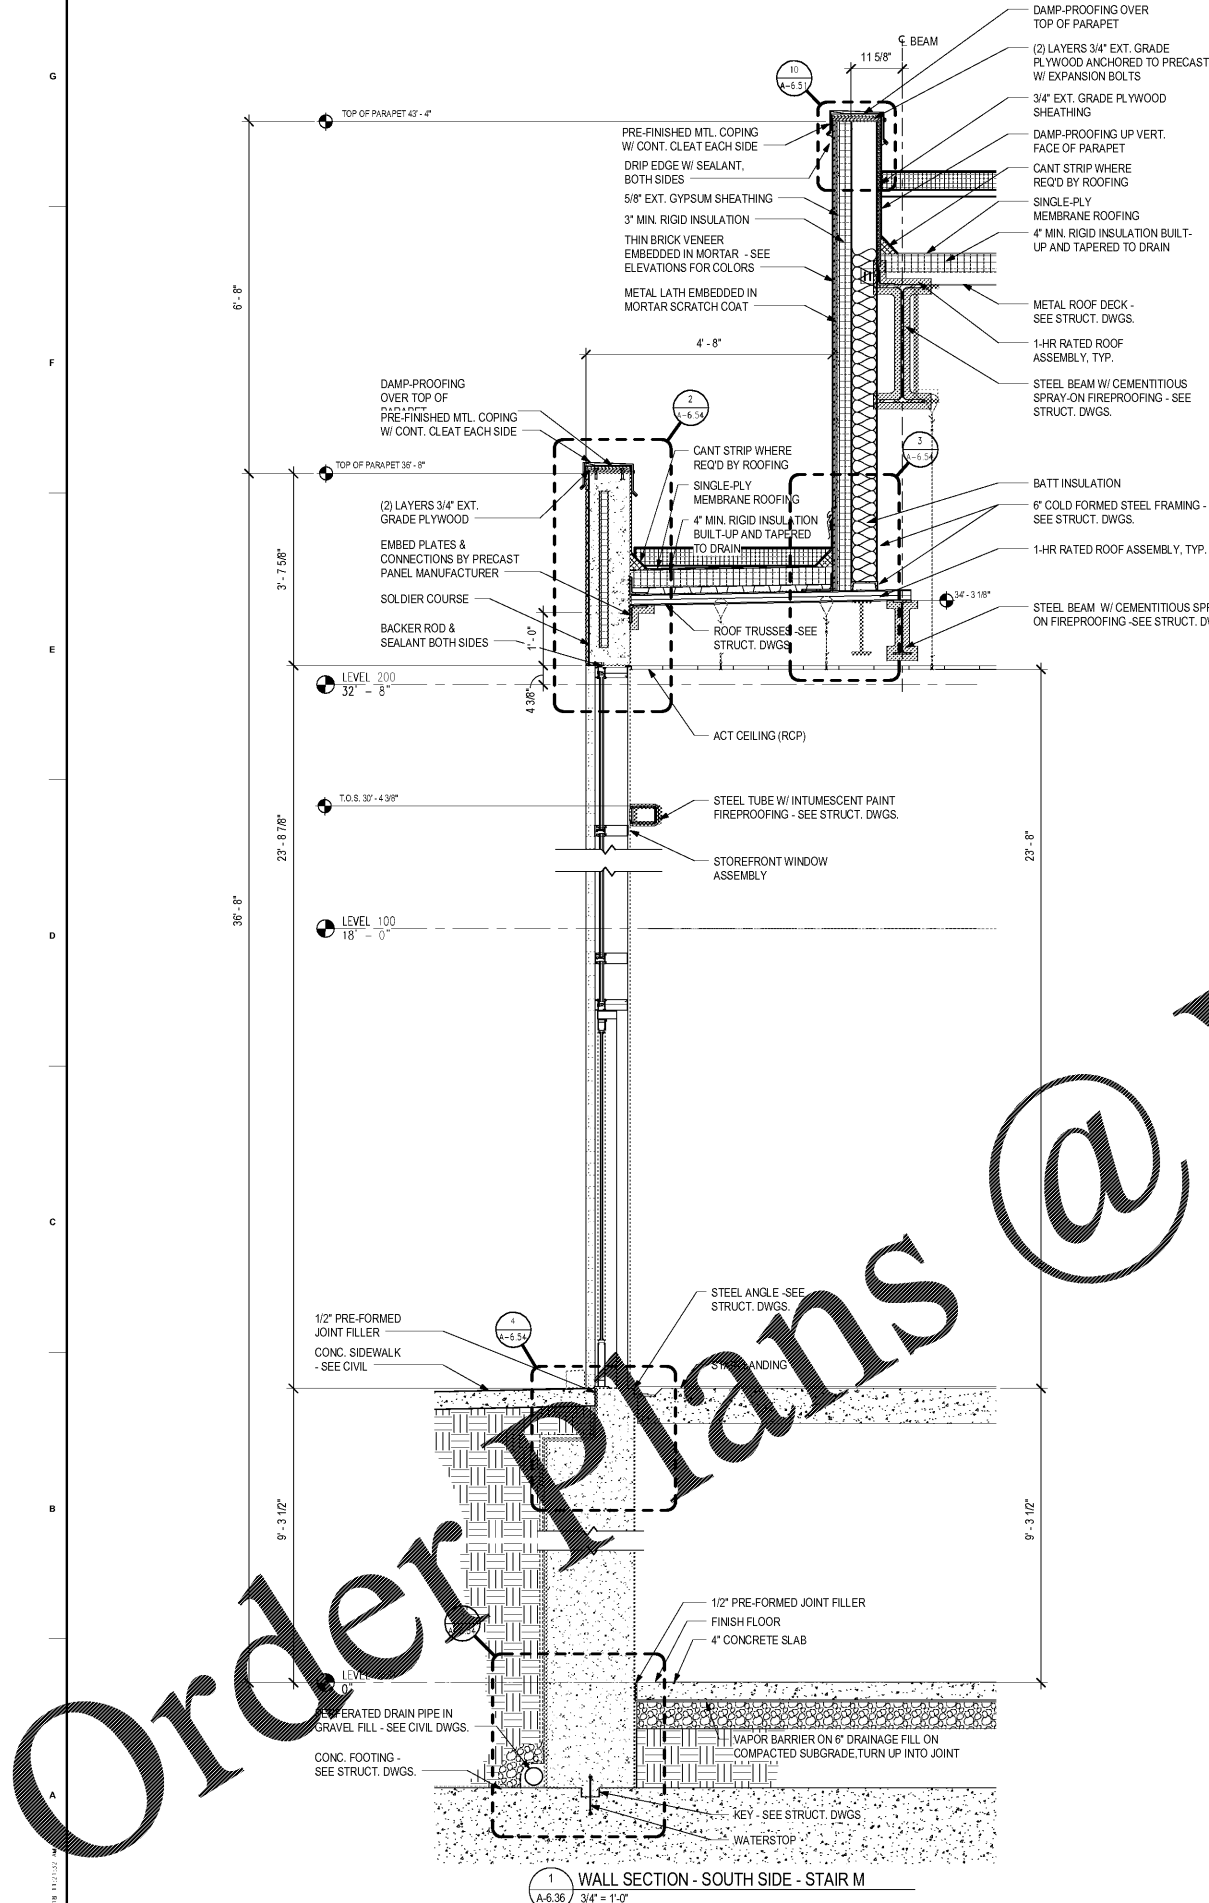 DAMP-PROOFING OVER
TOP OF PARAPET
℄ BEAM
(2) LAYERS 3/4" EXT. GRADE
PLYWOOD ANCHORED TO PRECAST
W/ EXPANSION BOLTS
11 5/8"
10
A-6.51
3/4" EXT. GRADE PLYWOOD
SHEATHING
TOP OF PARAPET 43' - 4"
PRE-FINISHED MTL. COPING
W/ CONT. CLEAT EACH SIDE
DAMP-PROOFING UP VERT.
FACE OF PARAPET
DRIP EDGE W/ SEALANT,
BOTH SIDES
CANT STRIP WHERE
REQ'D BY ROOFING
5/8" EXT. GYPSUM SHEATHING
SINGLE-PLY
MEMBRANE ROOFING
3" MIN. RIGID INSULATION
4" MIN. RIGID INSULATION BUILT-
UP AND TAPERED TO DRAIN
THIN BRICK VENEER
EMBEDDED IN MORTAR - SEE
ELEVATIONS FOR COLORS
METAL LATH EMBEDDED IN
MORTAR SCRATCH COAT
METAL ROOF DECK -
SEE STRUCT. DWGS.
6' - 8"
4' - 8"
1-HR RATED ROOF
ASSEMBLY, TYP.
STEEL BEAM W/ CEMENTITIOUS
SPRAY-ON FIREPROOFING - SEE
STRUCT. DWGS.
DAMP-PROOFING
OVER TOP OF
PARAPET
PRE-FINISHED MTL. COPING
W/ CONT. CLEAT EACH SIDE
2
A-6.54
3
A-6.54
CANT STRIP WHERE
REQ'D BY ROOFING
TOP OF PARAPET 36' - 8"
SINGLE-PLY
MEMBRANE ROOFING
BATT INSULATION
(2) LAYERS 3/4" EXT.
GRADE PLYWOOD
6" COLD FORMED STEEL FRAMING -
SEE STRUCT. DWGS.
4" MIN. RIGID INSULATION
BUILT-UP AND TAPERED
TO DRAIN
EMBED PLATES &
CONNECTIONS BY PRECAST
PANEL MANUFACTURER
1-HR RATED ROOF ASSEMBLY, TYP.
3' - 7 5/8"
SOLDIER COURSE
34' - 3 1/8"
STEEL BEAM W/ CEMENTITIOUS
ON FIREPROOFING -SEE STRUCT.
BACKER ROD &
SEALANT BOTH SIDES
1' - 0"
ROOF TRUSSES -SEE
STRUCT. DWGS
LEVEL 200
32' - 8"
4 3/8"
ACT CEILING (RCP)
T.O.S. 30' - 4 3/8"
STEEL TUBE W/ INTUMESCENT PAINT
FIREPROOFING - SEE STRUCT. DWGS.
23' - 8 7/8"
23' - 8"
STOREFRONT WINDOW
ASSEMBLY
36' - 8"
LEVEL 100
18' - 0"
STEEL ANGLE -SEE
STRUCT. DWGS.
1/2" PRE-FORMED
JOINT FILLER
4
A-6.54
CONC. SIDEWALK
- SEE CIVIL
STAIR LANDING
9' - 3 1/2"
9' - 3 1/2"
1/2" PRE-FORMED JOINT FILLER
FINISH FLOOR
4" CONCRETE SLAB
LEVEL
0"
PERFORATED DRAIN PIPE IN
GRAVEL FILL - SEE CIVIL DWGS.
VAPOR BARRIER ON 6" DRAINAGE FILL ON
COMPACTED SUBGRADE,TURN UP INTO JOINT
CONC. FOOTING -
SEE STRUCT. DWGS.
KEY - SEE STRUCT. DWGS
WATERSTOP
1
A-6.36
WALL SECTION - SOUTH SIDE - STAIR M
3/4" = 1'-0"
G
F
E
D
C
B
A
Order Plans @